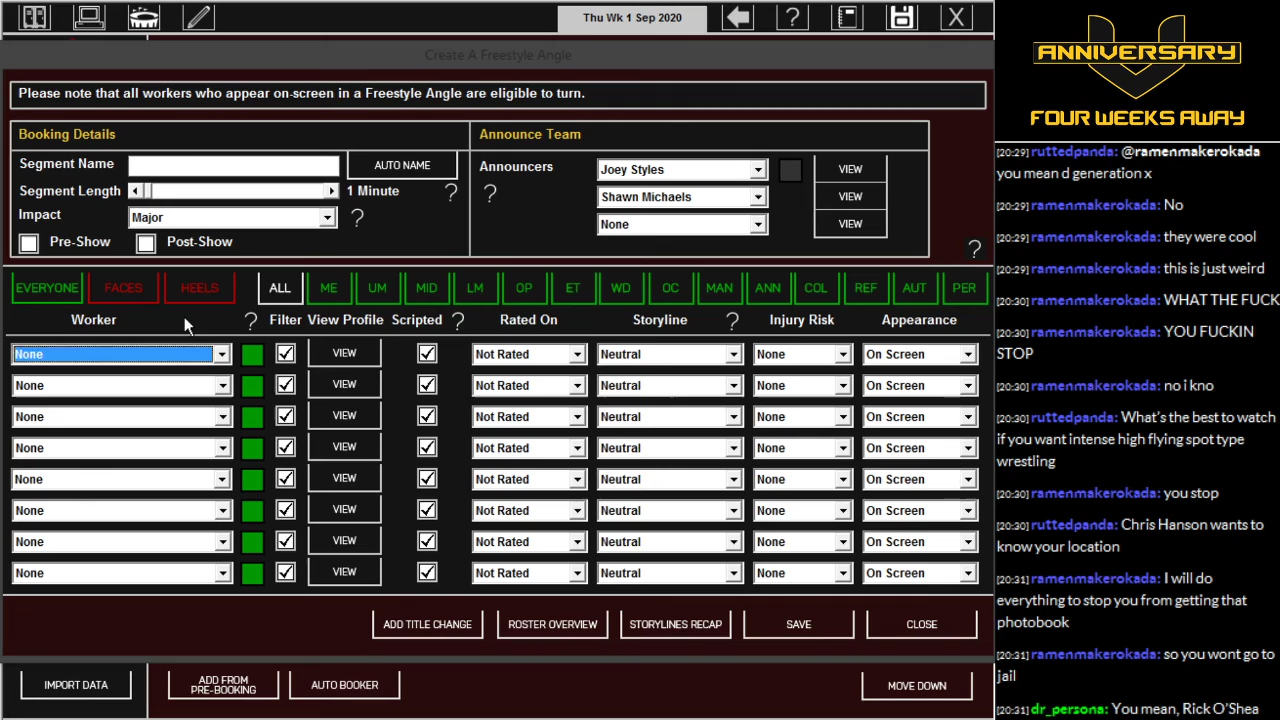 Thu Wk 1 Sep 2020
Create A Freestyle Angle
Please note that all workers who appear on-screen in a Freestyle Angle are eligible to turn.
Booking Details
Segment Name
AUTO NAME
Segment Length
1 Minute
?
Impact
Major
?
Pre-Show
Post-Show
Announce Team
Announcers
?
Joey Styles
VIEW
Shawn Michaels
VIEW
None
VIEW
?
EVERYONE FACES HEELS ALL ME UM MID LM OP ET WD OC MAN ANN COL REF AUT PER
Worker ? Filter View Profile Scripted ? Rated On Storyline ? Injury Risk Appearance
None VIEW Not Rated Neutral None On Screen
None VIEW Not Rated Neutral None On Screen
None VIEW Not Rated Neutral None On Screen
None VIEW Not Rated Neutral None On Screen
None VIEW Not Rated Neutral None On Screen
None VIEW Not Rated Neutral None On Screen
None VIEW Not Rated Neutral None On Screen
None VIEW Not Rated Neutral None On Screen
ADD TITLE CHANGE ROSTER OVERVIEW STORYLINES RECAP SAVE CLOSE
IMPORT DATA
ADD FROM
PRE-BOOKING
AUTO BOOKER
MOVE DOWN
ANNIVERSARY
FOUR WEEKS AWAY
[20:29] ruttedpanda: @ramenmakerokada
you mean d generation x
[20:29] ramenmakerokada: No
[20:29] ramenmakerokada: they were cool
[20:29] ramenmakerokada: this is just weird
[20:30] ramenmakerokada: WHAT THE FUCK
[20:30] ramenmakerokada: YOU FUCKIN
STOP
[20:30] ramenmakerokada: no i kno
[20:30] ruttedpanda: What's the best to watch
if you want intense high flying spot type
wrestling
[20:30] ramenmakerokada: you stop
[20:30] ruttedpanda: Chris Hanson wants to
know your location
[20:31] ramenmakerokada: I will do
everything to stop you from getting that
photobook
[20:31] ramenmakerokada: so you wont go to
jail
[20:31] dr_persona: You mean, Rick O'Shea